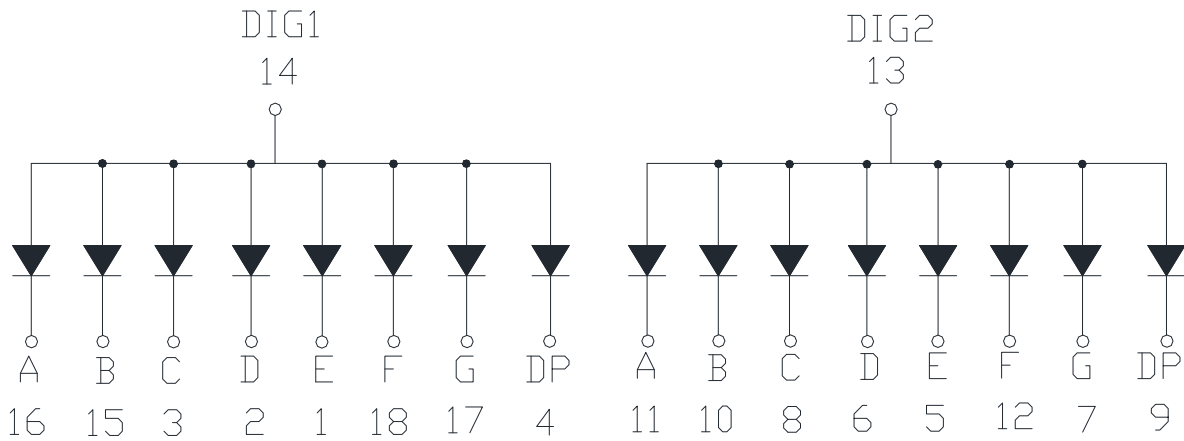 DIG1 DIG2
14 13
A B C D E F G DP A B C D E F G DP
16 15 3 2 1 18 17 4 11 10 8 6 5 12 7 9